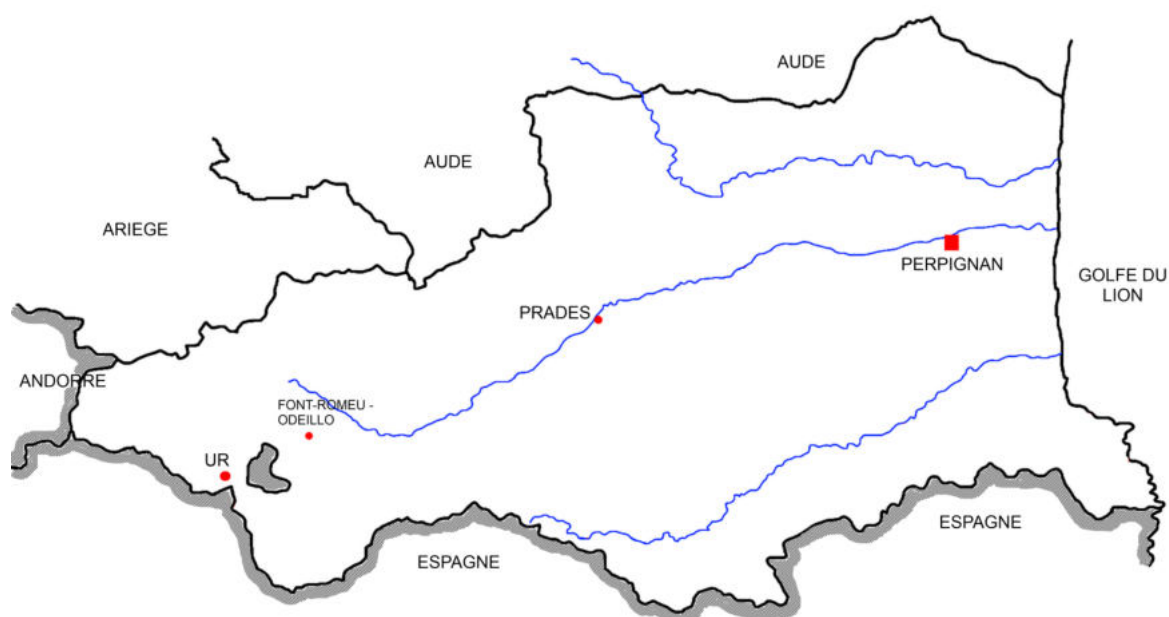 AUDE
AUDE
ARIEGE
PERPIGNAN
GOLFE DU
LION
PRADES
ANDORRE
FONT-ROMEU -
ODEILLO
UR
ESPAGNE
ESPAGNE